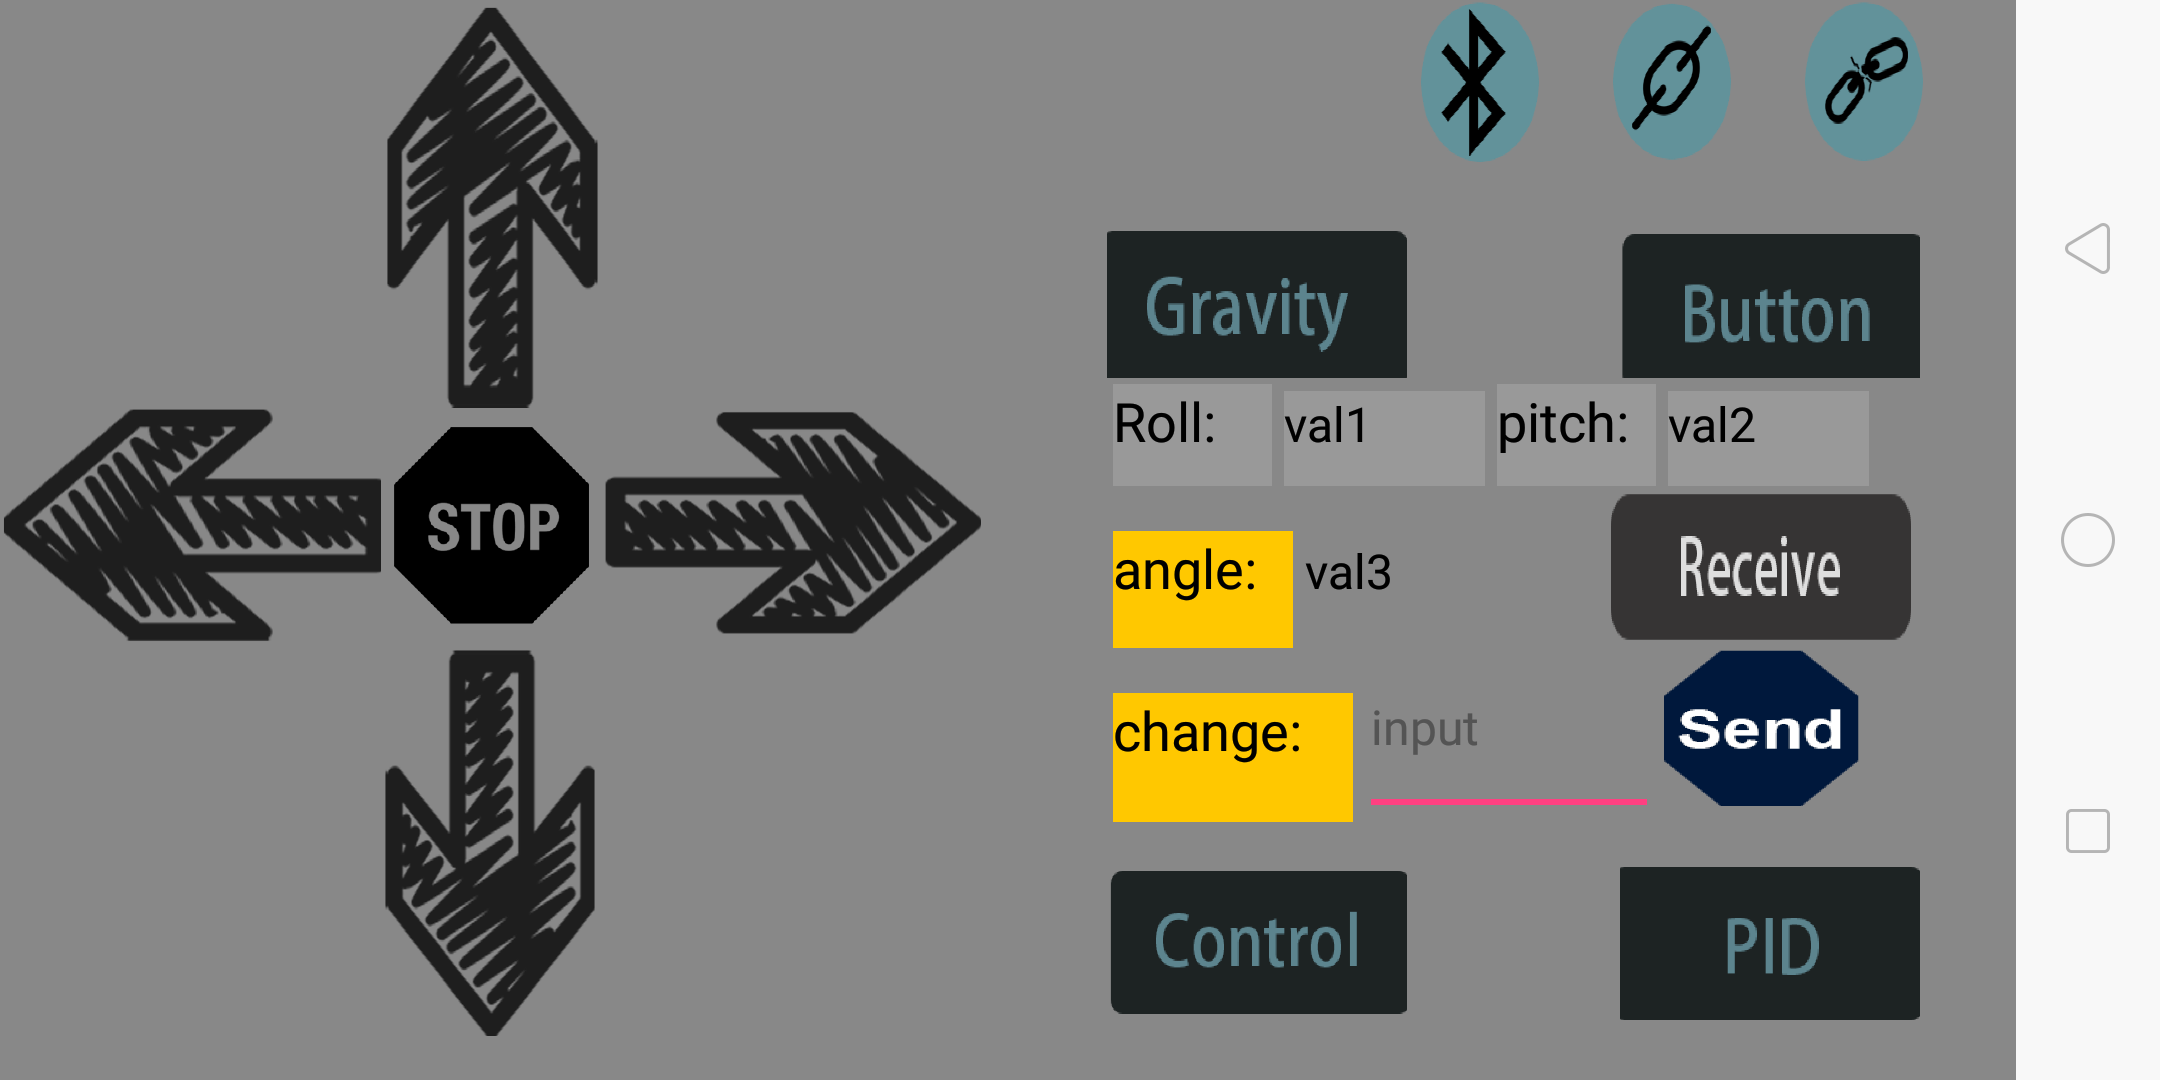 Gravity
Button
Roll: val1 pitch: val2
STOP
angle: val3
Receive
change: input
Send
Control
PID